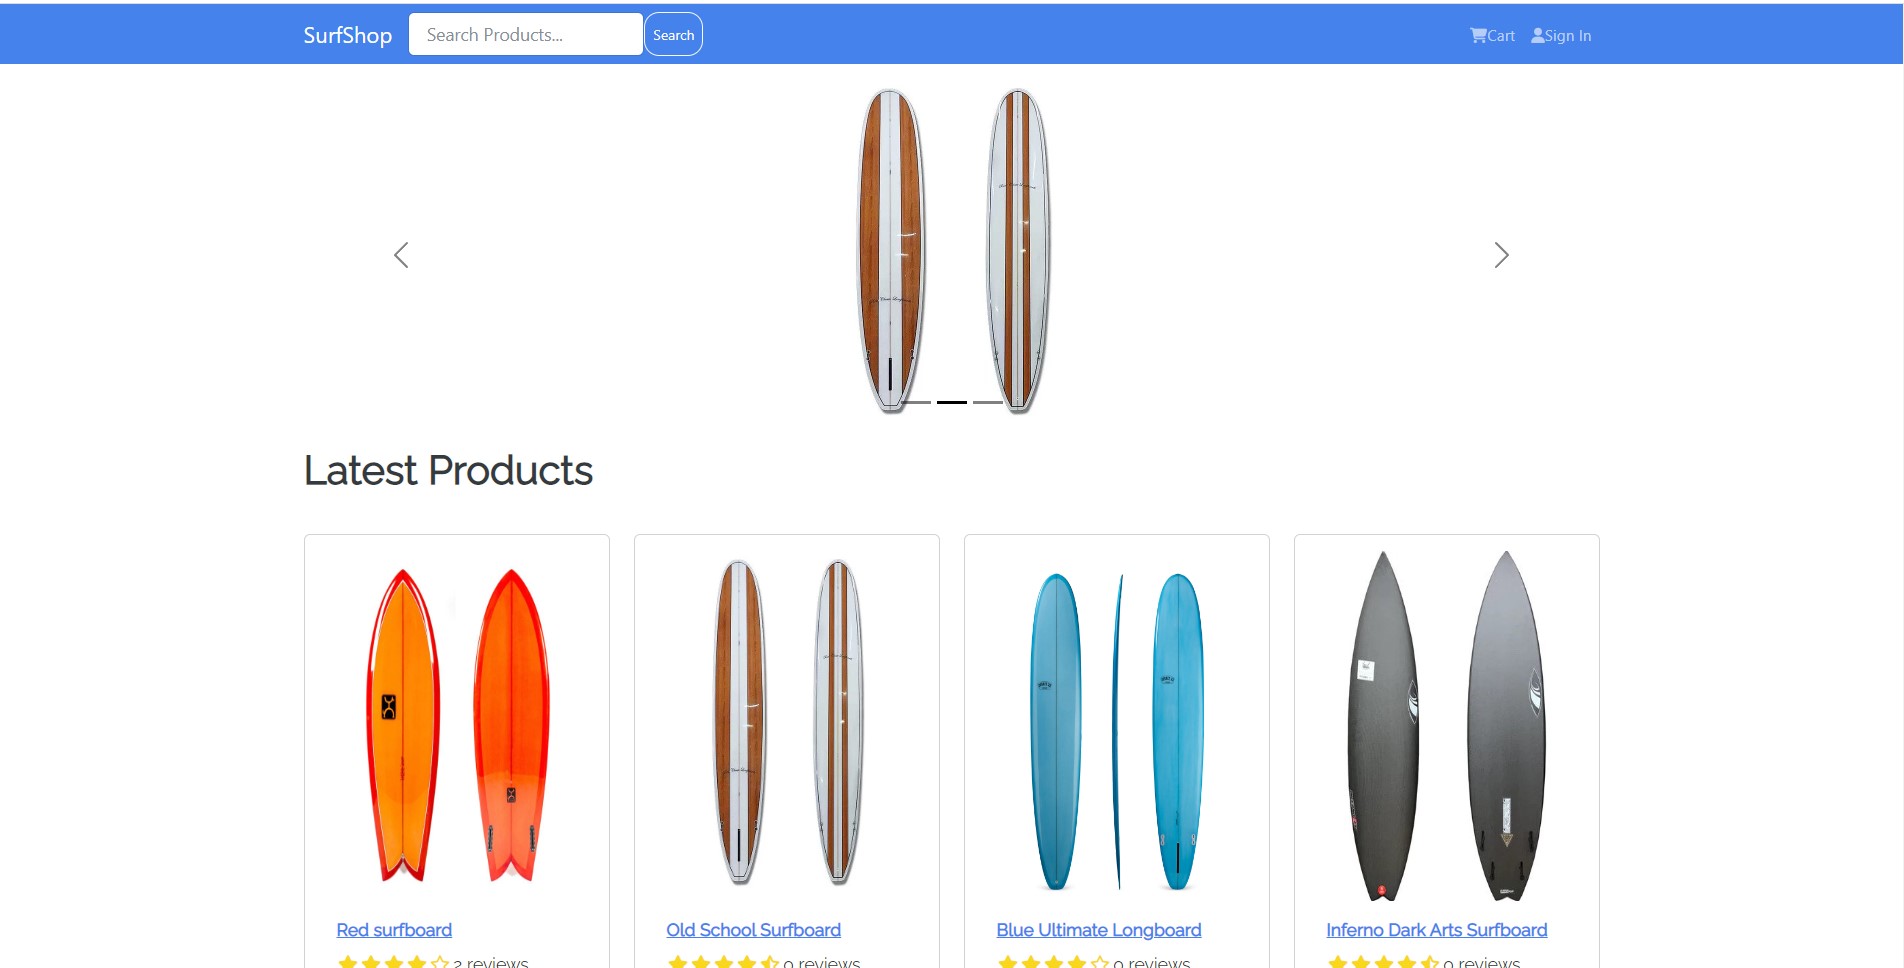 SurfShop
Search Products...
Search
Cart
Sign In
Latest Products
Red surfboard
Old School Surfboard
Blue Ultimate Longboard
Inferno Dark Arts Surfboard
2 reviews
0 reviews
0 reviews
0 reviews